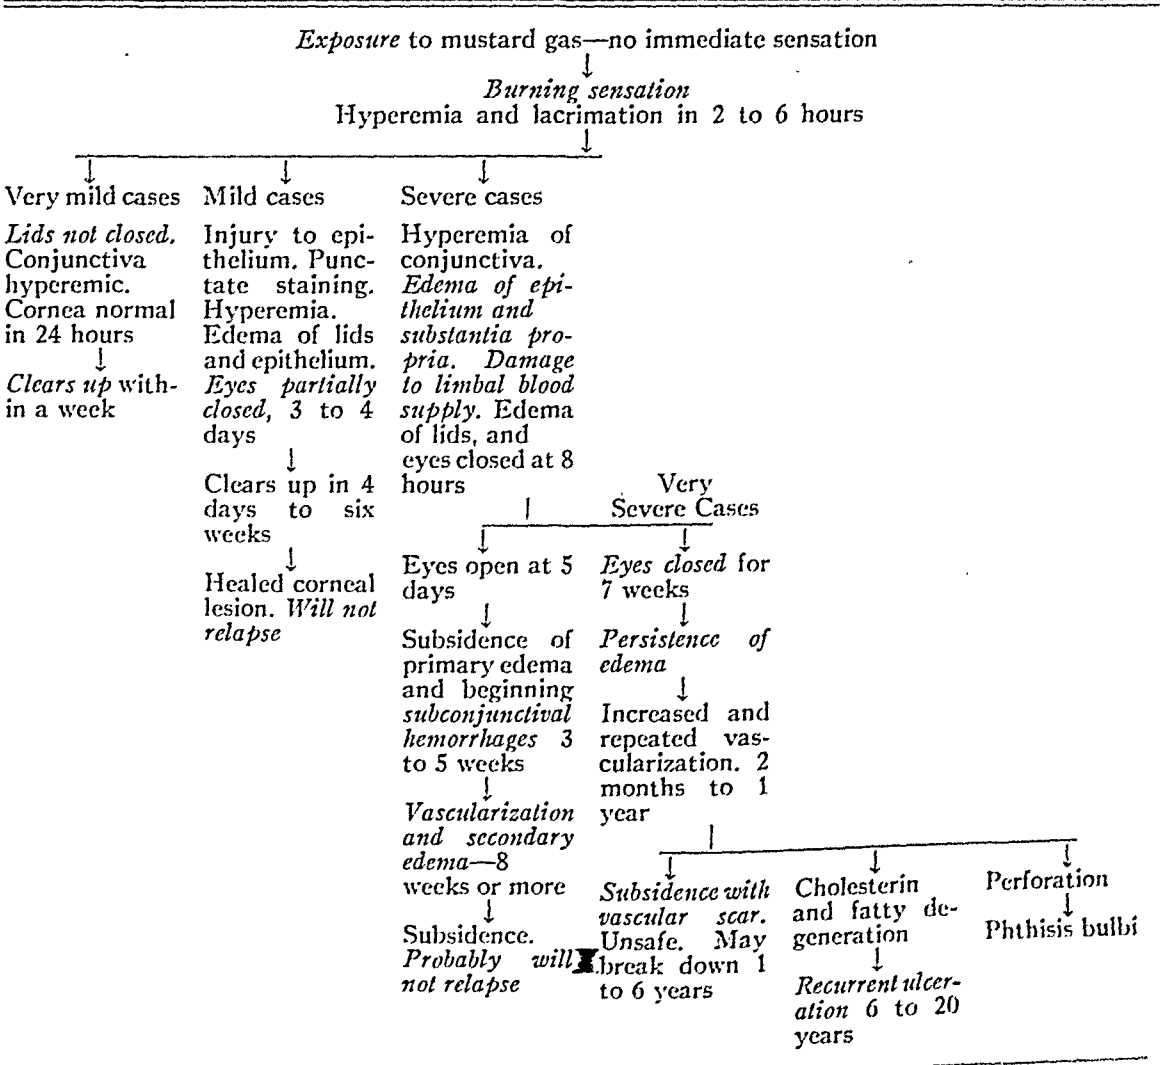 Exposure to mustard gas—no immediate sensation
↓
Burning sensation
Hyperemia and lacrimation in 2 to 6 hours
↓
↓ ↓ ↓
Very mild cases
Lids not closed.
Conjunctiva
hyperemic.
Cornea normal
in 24 hours
↓
Clears up with-
in a week
Mild cases
Injury to epi-
thelium. Punc-
tate staining.
Hyperemia.
Edema of lids
and epithelium.
Eyes partially
closed, 3 to 4
days
↓
Clears up in 4
days to six
weeks
↓
Healed corneal
lesion. Will not
relapse
Severe cases
Hyperemia of
conjunctiva.
Edema of epi-
thelium and
substantia pro-
pria. Damage
to limbal blood
supply. Edema
of lids, and
eyes closed at 8
hours
↓
Eyes open at 5
days
↓
Subsidence of
primary edema
and beginning
subconjunctival
hemorrhages 3
to 5 weeks
↓
Vascularization
and secondary
edema—8
weeks or more
↓
Subsidence.
Probably will
not relapse
Very
Severe Cases
↓
Eyes closed for
7 weeks
↓
Persistence of
edema
↓
Increased and
repeated vas-
cularization. 2
months to 1
year
↓
Subsidence with
vascular scar.
Unsafe. May
break down 1
to 6 years
↓
Cholesterin
and fatty de-
generation
↓
Recurrent ulcer-
ation 6 to 20
years
↓
Perforation
↓
Phthisis bulbi